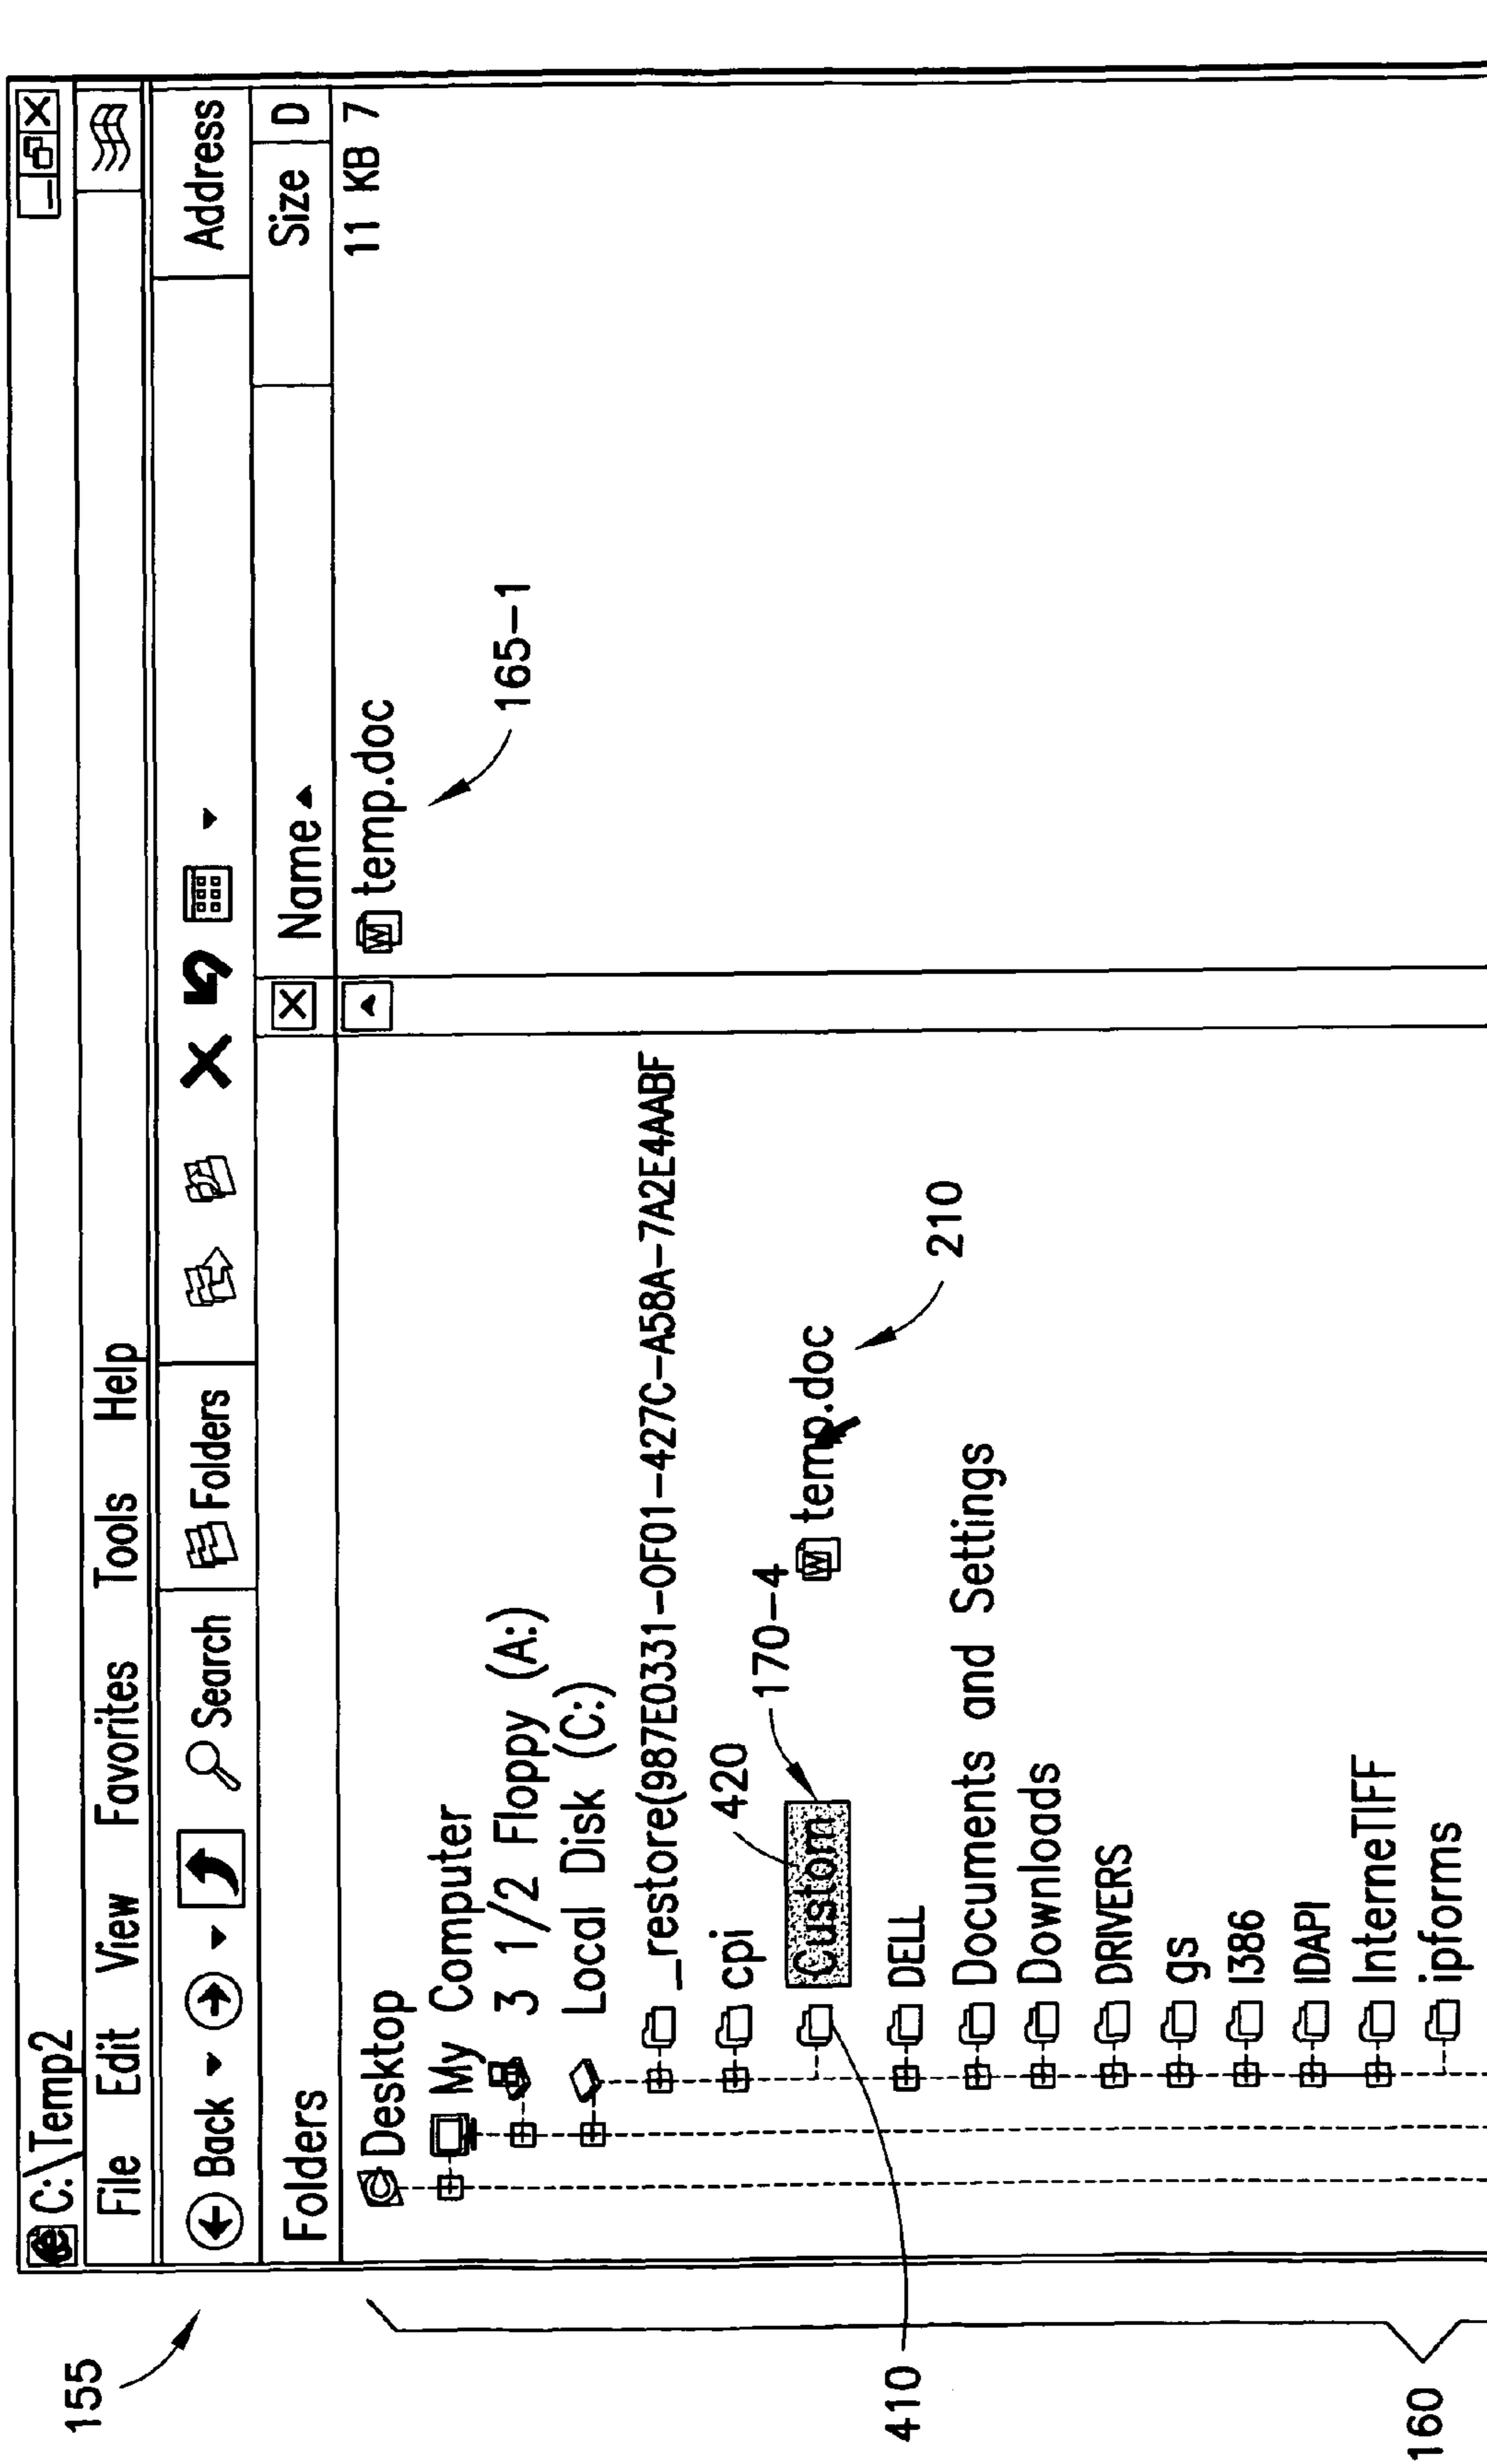 155
C:\Temp2
File Edit View Favorites Tools Help
Back Search Folders Address
Folders Name Size D
Desktop
temp.doc 11 KB 7
My Computer
3 1/2 Floppy (A:)
165-1
Local Disk (C:)
_restore(987E0331-0F01-427C-A58A-7A2E4AABF
cpi
420
170-4
Custom
temp.doc
210
410
DELL
Documents and Settings
Downloads
DRIVERS
gs
I386
IDAPI
InterneTIFF
160
ipforms